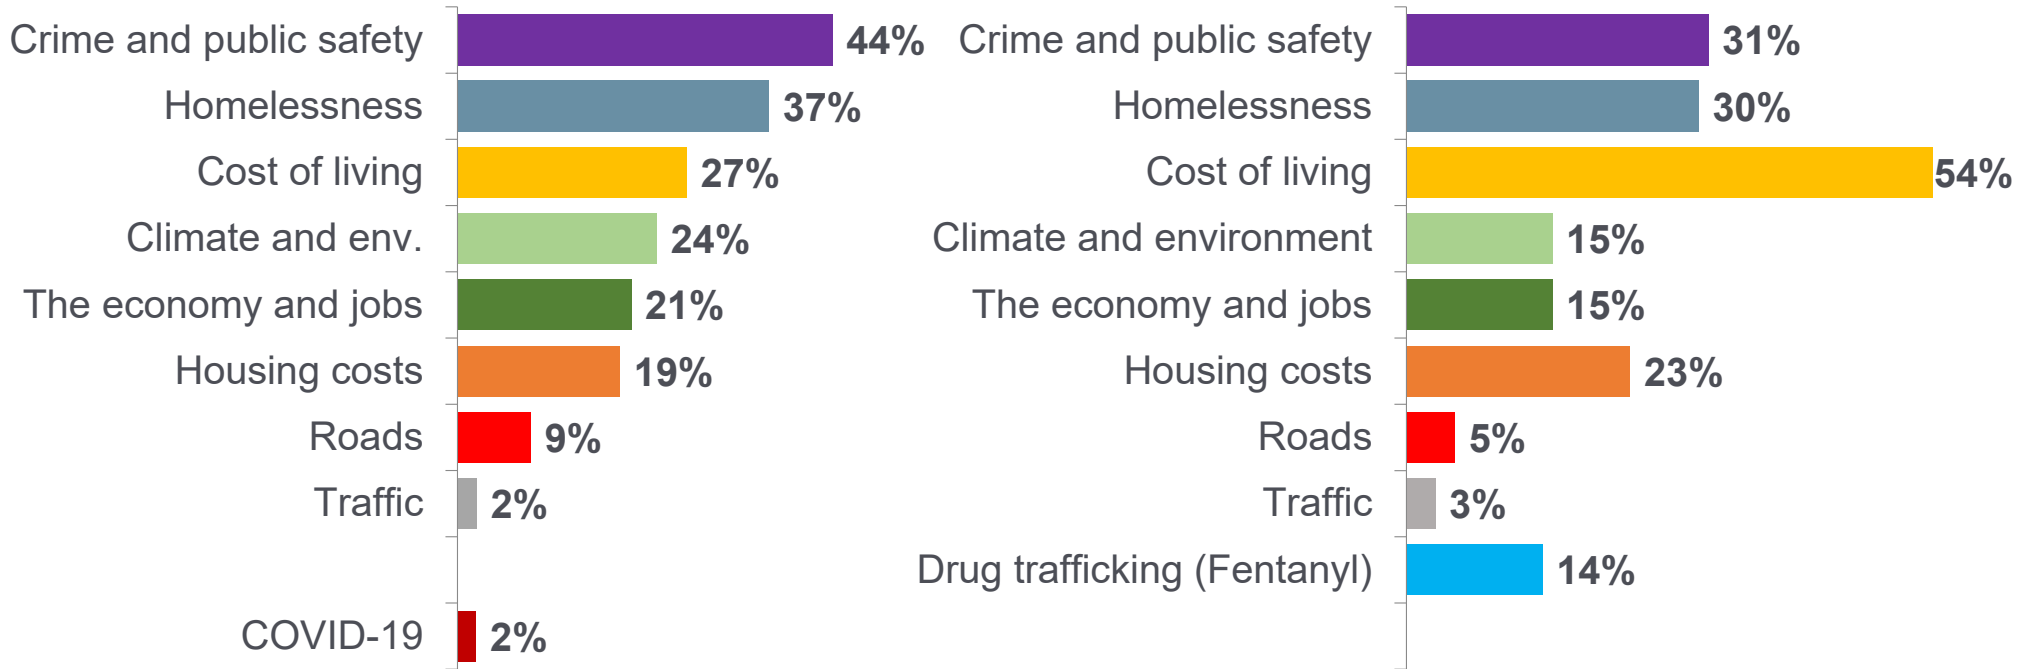 Crime and public safety 44%
Homelessness 37%
Cost of living 27%
Climate and env. 24%
The economy and jobs 21%
Housing costs 19%
Roads 9%
Traffic 2%
COVID-19 2%
Crime and public safety 31%
Homelessness 30%
Cost of living 54%
Climate and environment 15%
The economy and jobs 15%
Housing costs 23%
Roads 5%
Traffic 3%
Drug trafficking (Fentanyl) 14%